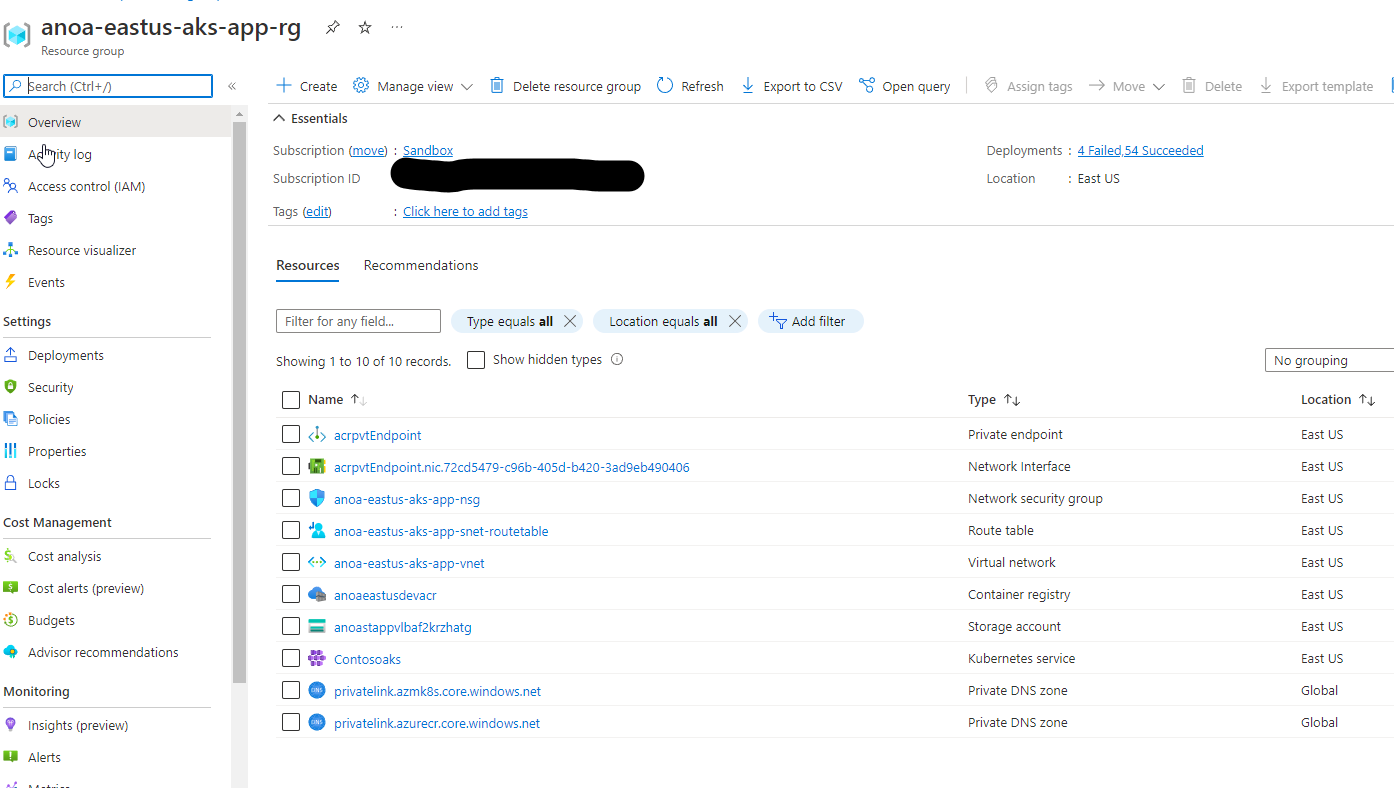 anoa-eastus-aks-app-rg
Resource group
Search (Ctrl+/)
«
Overview
Activity log
Access control (IAM)
Tags
Resource visualizer
Events
Settings
Deployments
Security
Policies
Properties
Locks
Cost Management
Cost analysis
Cost alerts (preview)
Budgets
Advisor recommendations
Monitoring
Insights (preview)
Alerts
Metrics
Create Manage view Delete resource group Refresh Export to CSV Open query Assign tags Move Delete Export template
Essentials
Subscription (move) : Sandbox
Subscription ID
Tags (edit) : Click here to add tags
Deployments : 4 Failed,54 Succeeded
Location : East US
Resources Recommendations
Filter for any field... Type equals all Location equals all Add filter
Showing 1 to 10 of 10 records. Show hidden types No grouping
Name Type Location
acrpvtEndpoint Private endpoint East US
acrpvtEndpoint.nic.72cd5479-c96b-405d-b420-3ad9eb490406 Network Interface East US
anoa-eastus-aks-app-nsg Network security group East US
anoa-eastus-aks-app-snet-routetable Route table East US
anoa-eastus-aks-app-vnet Virtual network East US
anoaeastusdevacr Container registry East US
anoastappvlbaf2krzhatg Storage account East US
Contosoaks Kubernetes service East US
DNS privatelink.azmk8s.core.windows.net Private DNS zone Global
DNS privatelink.azurecr.core.windows.net Private DNS zone Global